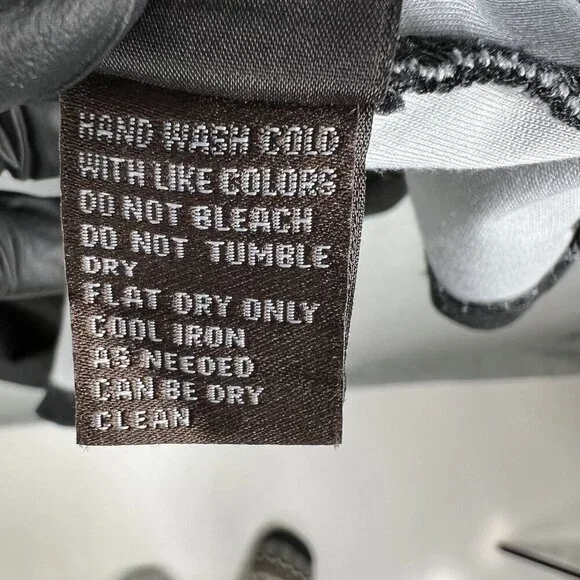 HAND WASH COLD
WITH LIKE COLORS
DO NOT BLEACH
DO NOT TUMBLE
DRY
FLAT DRY ONLY
COOL IRON
AS NEEDED
CAN BE DRY
CLEAN